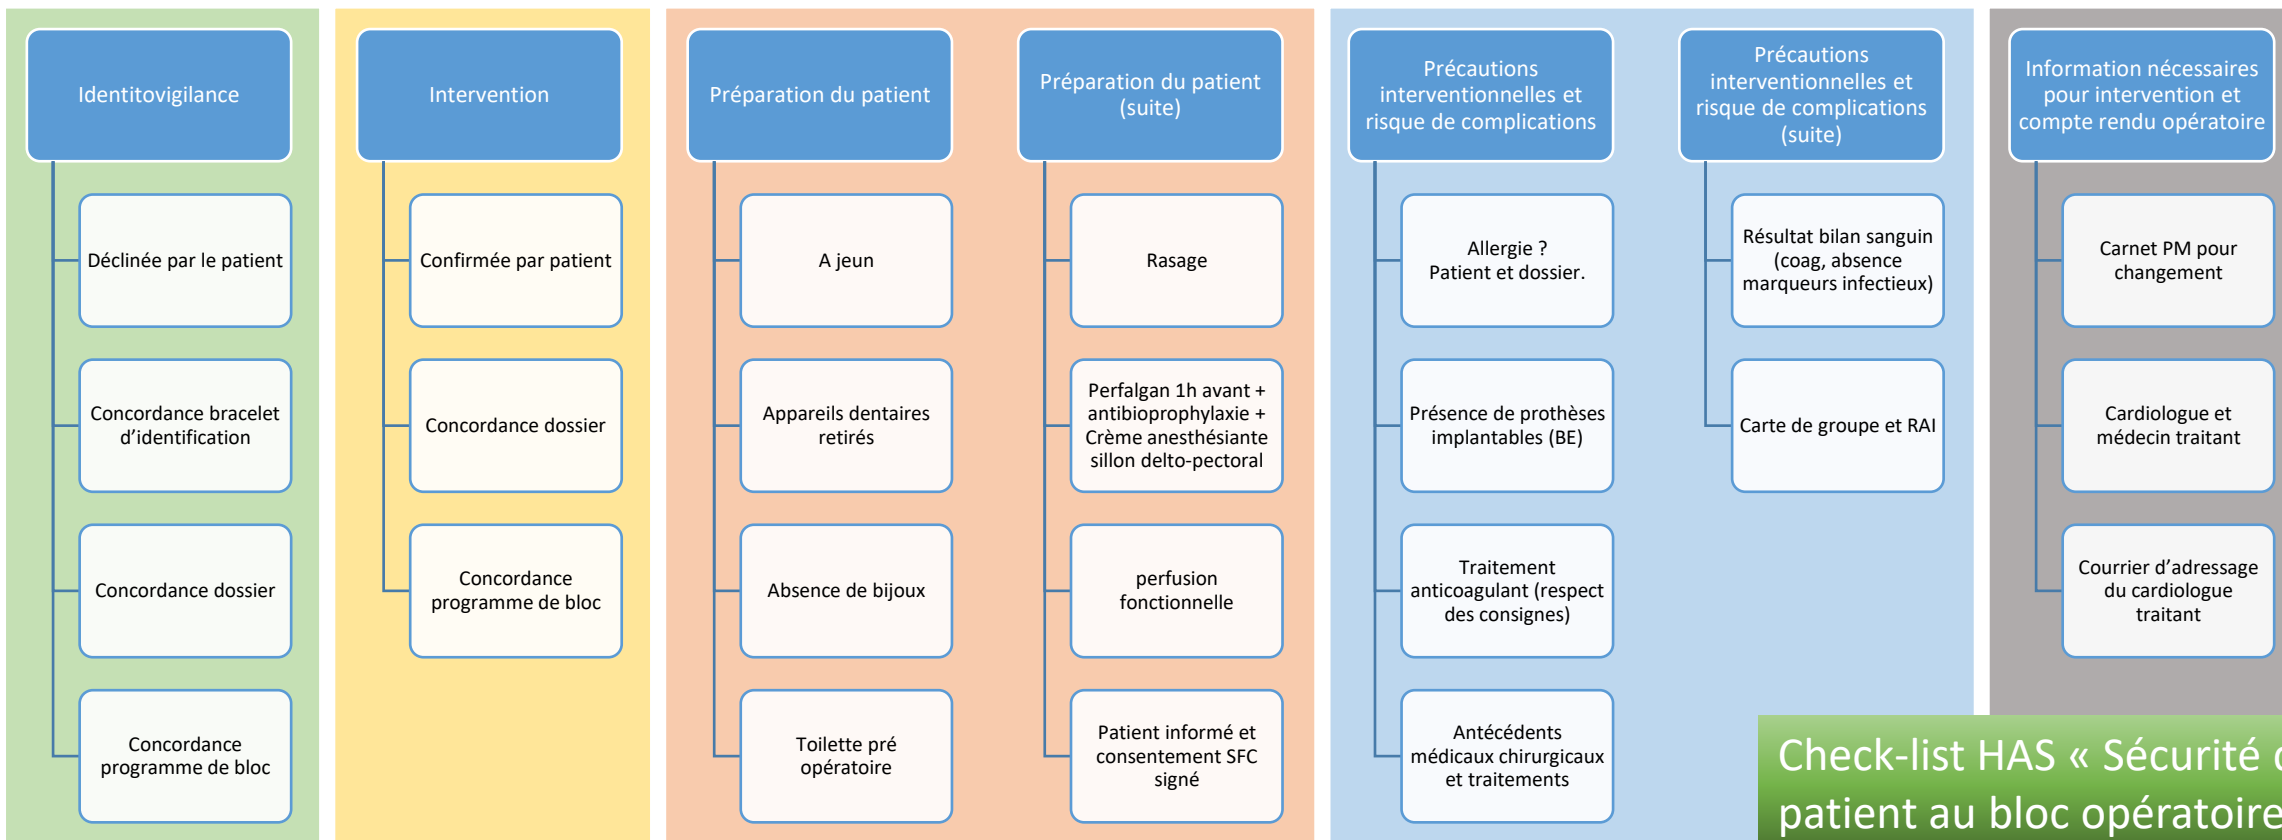 Identitovigilance
Déclinée par le patient
Concordance bracelet
d’identification
Concordance dossier
Concordance
programme de bloc
Intervention
Confirmée par patient
Concordance dossier
Concordance
programme de bloc
Préparation du patient
A jeun
Appareils dentaires
retirés
Absence de bijoux
Toilette pré
opératoire
Préparation du patient
(suite)
Rasage
Perfalgan 1h avant +
antibioprophylaxie +
Crème anesthésiante
sillon delto-pectoral
perfusion
fonctionnelle
Patient informé et
consentement SFC
signé
Précautions
interventionnelles et
risque de complications
Allergie ?
Patient et dossier.
Présence de prothèses
implantables (BE)
Traitement
anticoagulant (respect
des consignes)
Antécédents
médicaux chirurgicaux
et traitements
Précautions
interventionnelles et
risque de complications
(suite)
Résultat bilan sanguin
(coag, absence
marqueurs infectieux)
Carte de groupe et RAI
Information nécessaires
pour intervention et
compte rendu opératoire
Carnet PM pour
changement
Cardiologue et
médecin traitant
Courrier d’adressage
du cardiologue
traitant
Check-list HAS « Sécurité
patient au bloc opératoire